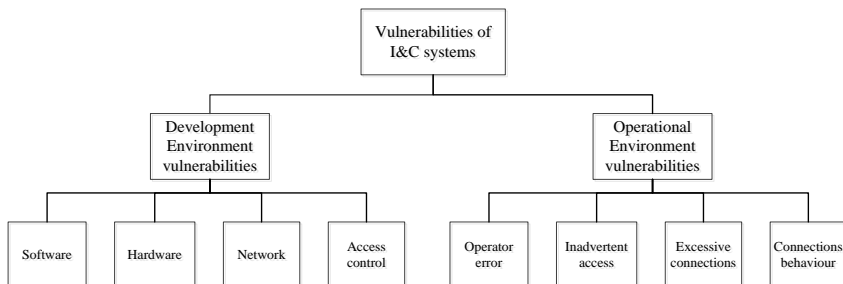 Vulnerabilities of
I&C systems
Development
Environment
vulnerabilities
Operational
Environment
vulnerabilities
Software
Hardware
Network
Access
control
Operator
error
Inadvertent
access
Excessive
connections
Connections
behaviour